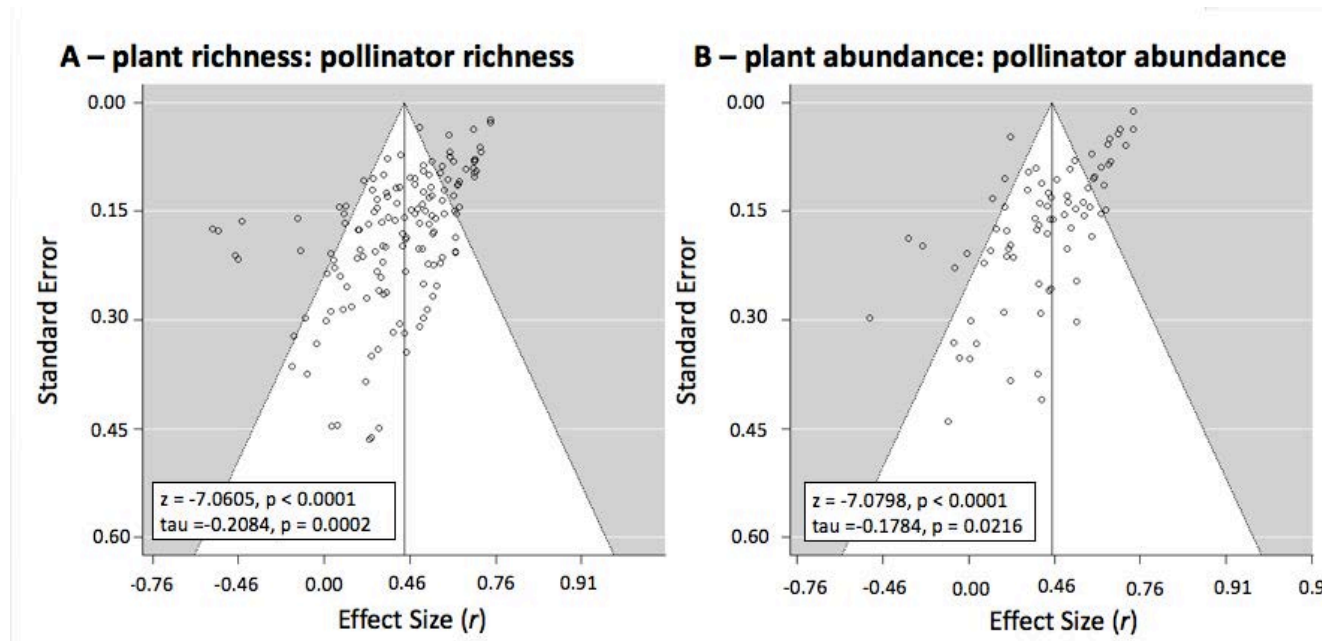 A – plant richness: pollinator richness
0.00
0.15
0.30
0.45
0.60
Standard Error
z = -7.0605, p < 0.0001
tau =-0.2084, p = 0.0002
-0.76 -0.46 0.00 0.46 0.76 0.91
Effect Size (r)
B – plant abundance: pollinator abundance
0.00
0.15
0.30
0.45
0.60
Standard Error
z = -7.0798, p < 0.0001
tau =-0.1784, p = 0.0216
-0.76 -0.46 0.00 0.46 0.76 0.91 0.9
Effect Size (r)